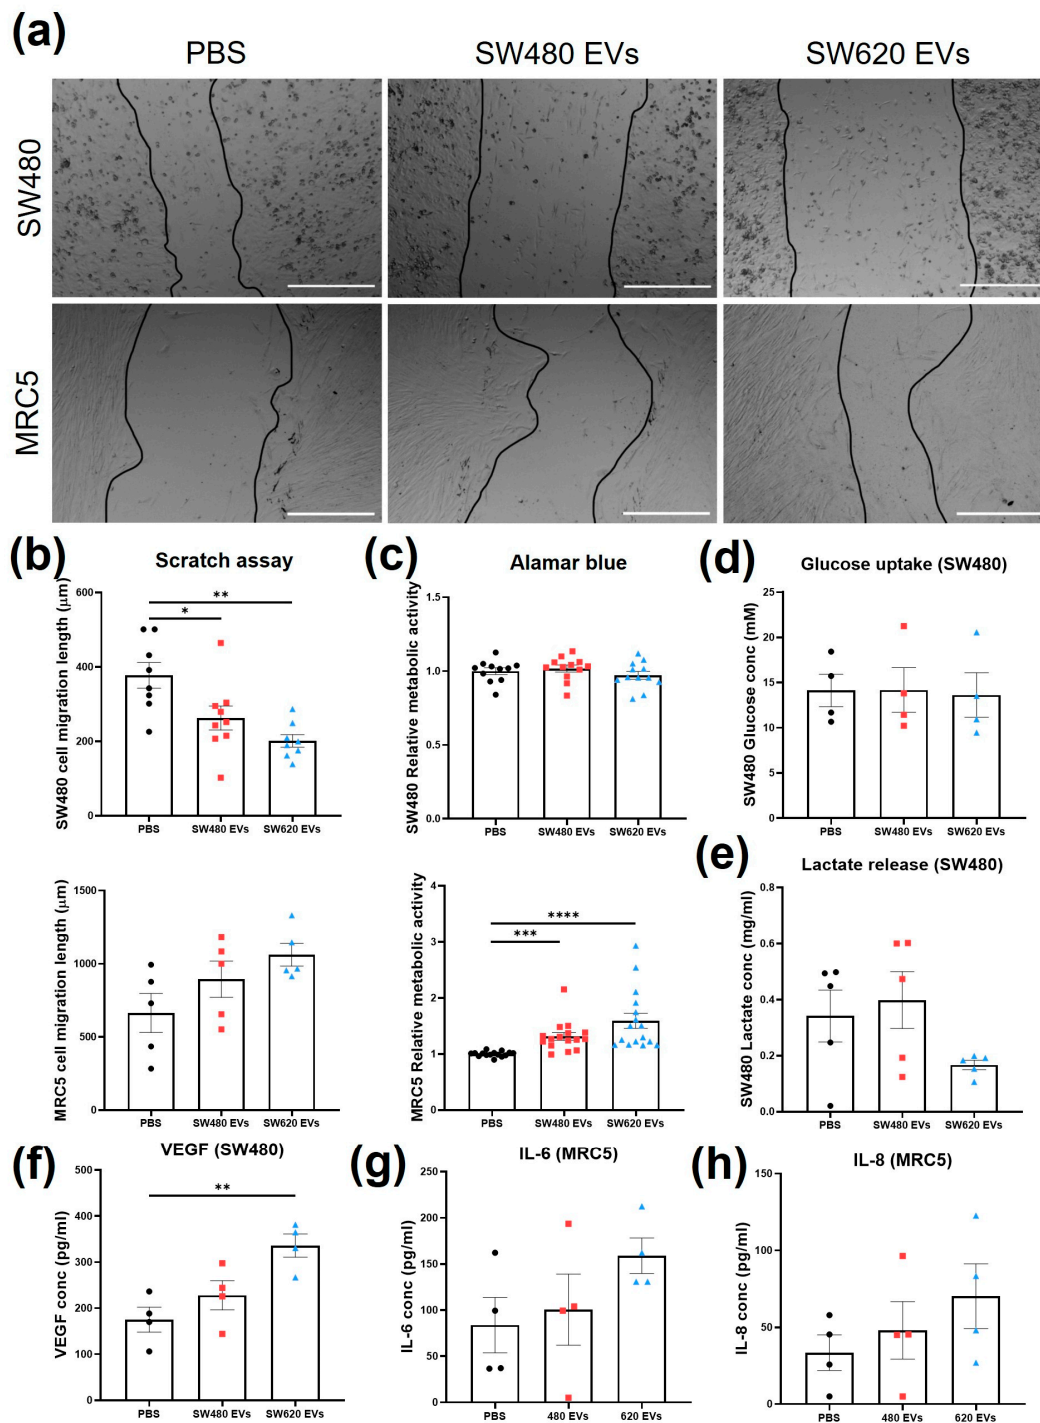 (a)
PBS
SW480 EVs
SW620 EVs
SW480
MRC5
(b)
Scratch assay
SW480 cell migration length (μm)
600
400
200
0
**
*
PBS
SW480 EVs
SW620 EVs
MRC5 cell migration length (μm)
1500
1000
500
0
PBS
SW480 EVs
SW620 EVs
(c)
Alamar blue
SW480 Relative metabolic activity
1.5
1.0
0.5
0.0
PBS
SW480 EVs
SW620 EVs
MRC5 Relative metabolic activity
4
3
2
1
0
****
***
PBS
SW480 EVs
SW620 EVs
(d)
Glucose uptake (SW480)
SW480 Glucose conc (mM)
25
20
15
10
5
0
PBS
SW480 EVs
SW620 EVs
(e)
Lactate release (SW480)
SW480 Lactate conc (mg/ml)
0.8
0.6
0.4
0.2
0.0
PBS
SW480 EVs
SW620 EVs
(f)
VEGF (SW480)
VEGF conc (pg/ml)
500
400
300
200
100
0
**
PBS
SW480 EVs
SW620 EVs
(g)
IL-6 (MRC5)
IL-6 conc (pg/ml)
250
200
150
100
50
0
PBS
480 EVs
620 EVs
(h)
IL-8 (MRC5)
IL-8 conc (pg/ml)
150
100
50
0
PBS
480 EVs
620 EVs